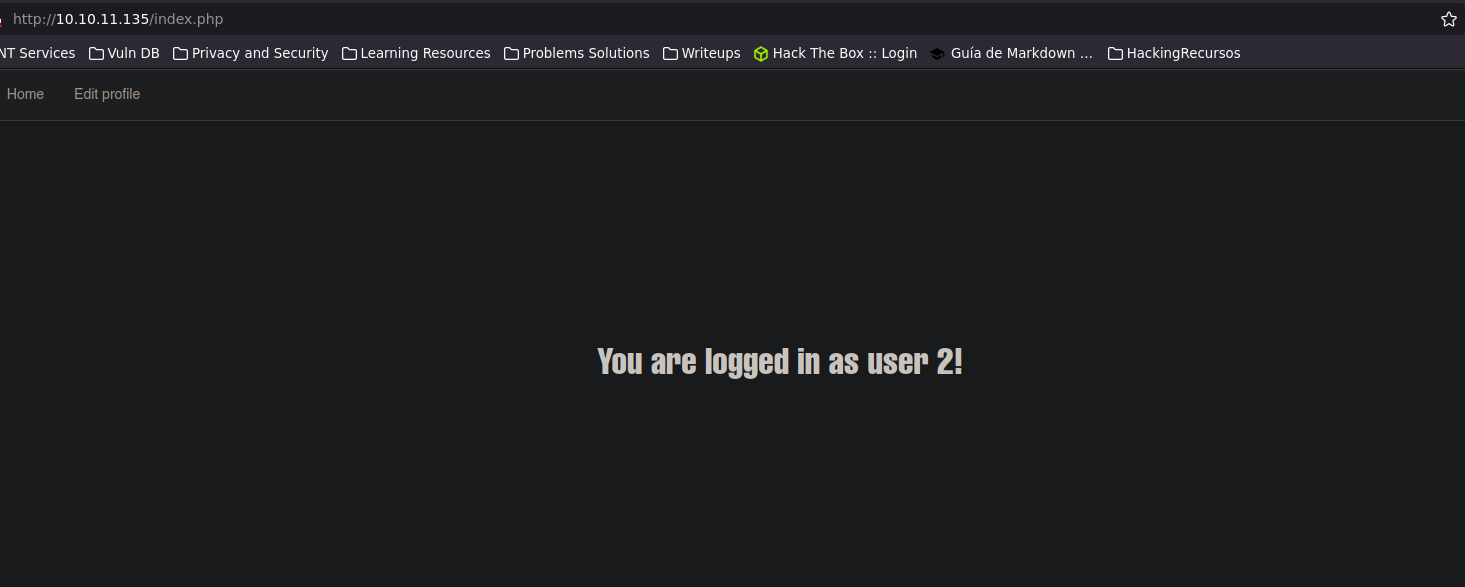 http://10.10.11.135/index.php
NT Services Vuln DB Privacy and Security Learning Resources Problems Solutions Writeups Hack The Box :: Login Guía de Markdown ... HackingRecursos
Home Edit profile
You are logged in as user 2!